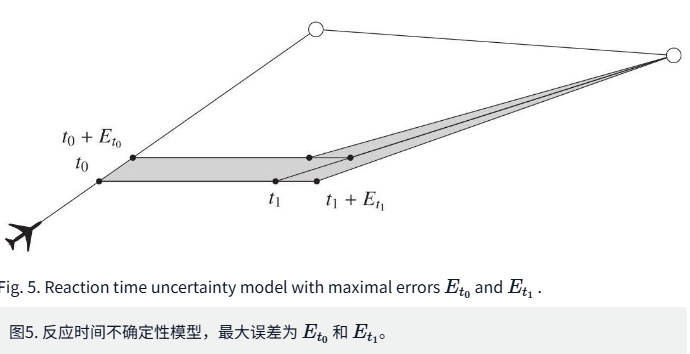 t₀ + E_{t₀}
t₀
t₁
t₁ + E_{t₁}
Fig. 5. Reaction time uncertainty model with maximal errors E_{t₀} and E_{t₁} .
图5. 反应时间不确定性模型，最大误差为 E_{t₀} 和 E_{t₁}。